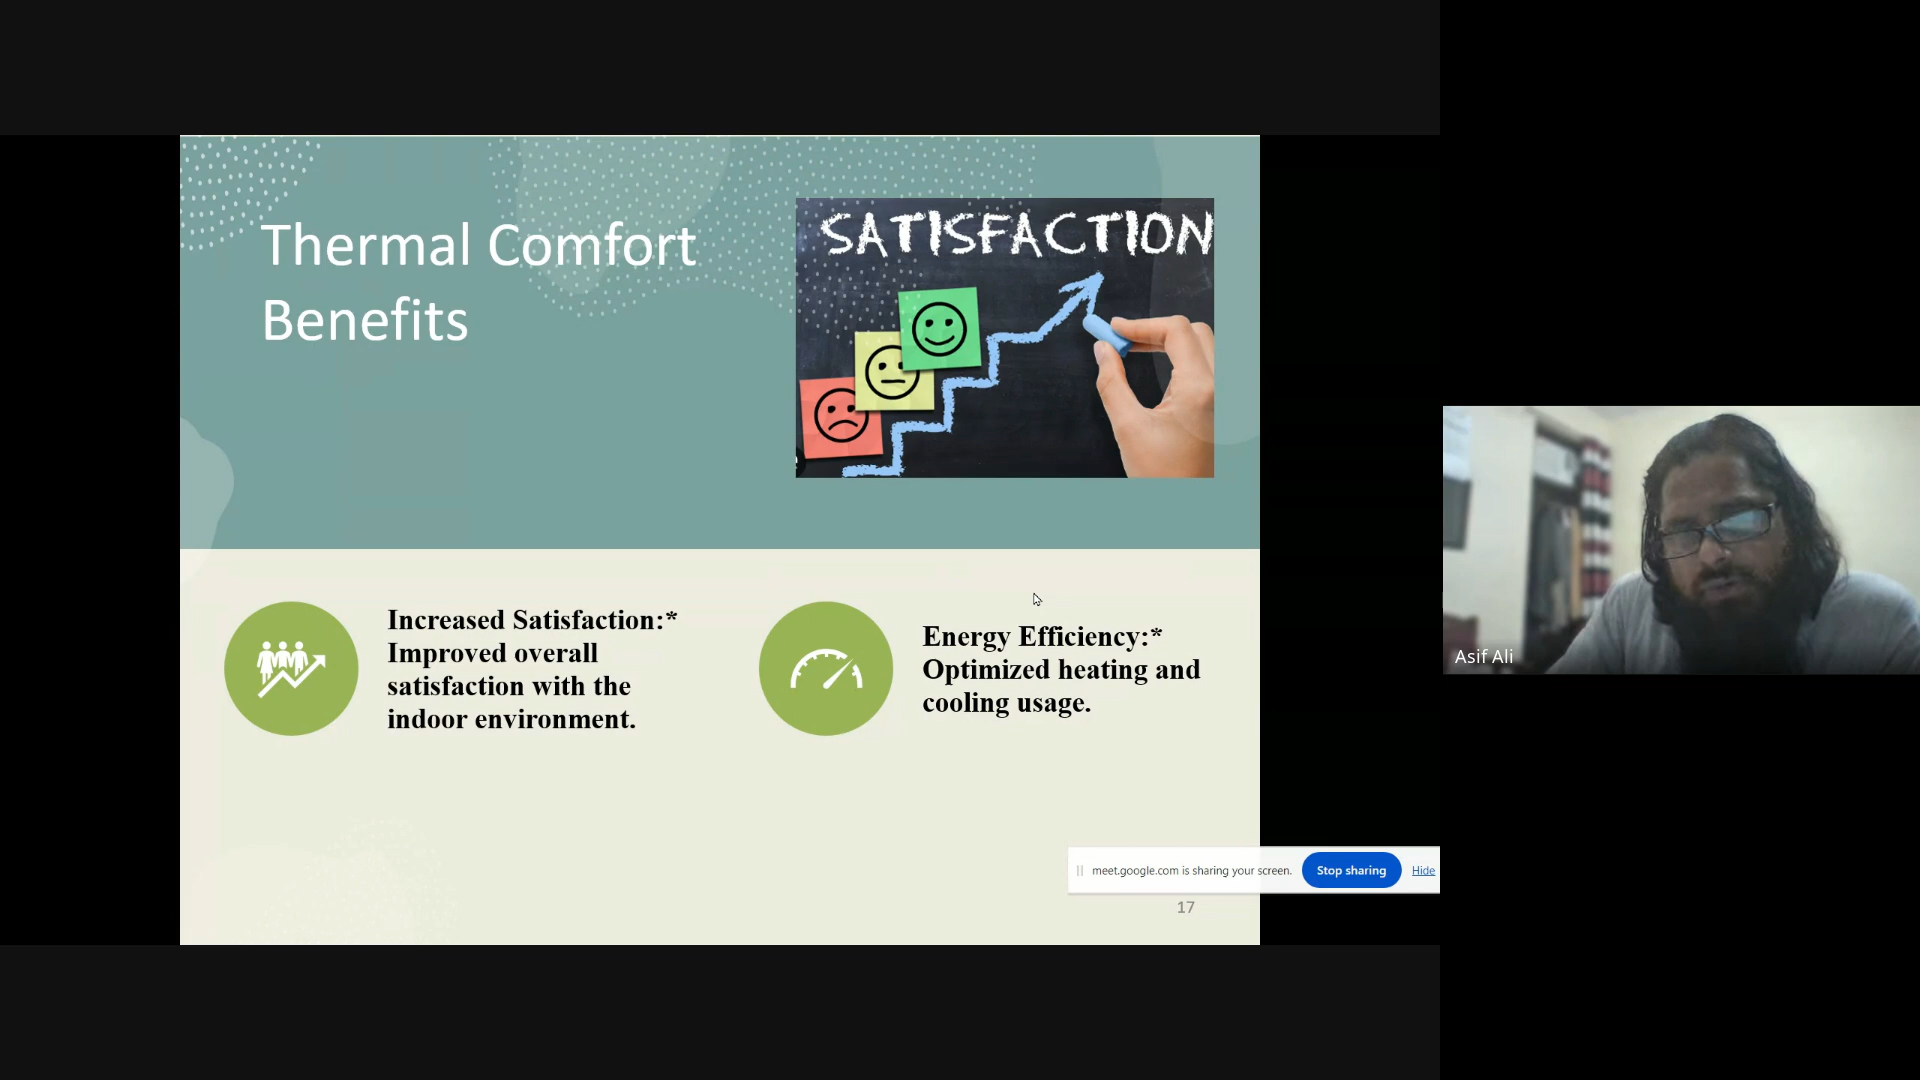 Thermal Comfort
Benefits
SATISFACTION
Increased Satisfaction:*
Improved overall
satisfaction with the
indoor environment.
Energy Efficiency:*
Optimized heating and
cooling usage.
Asif Ali
meet.google.com is sharing your screen.
Stop sharing
Hide
17